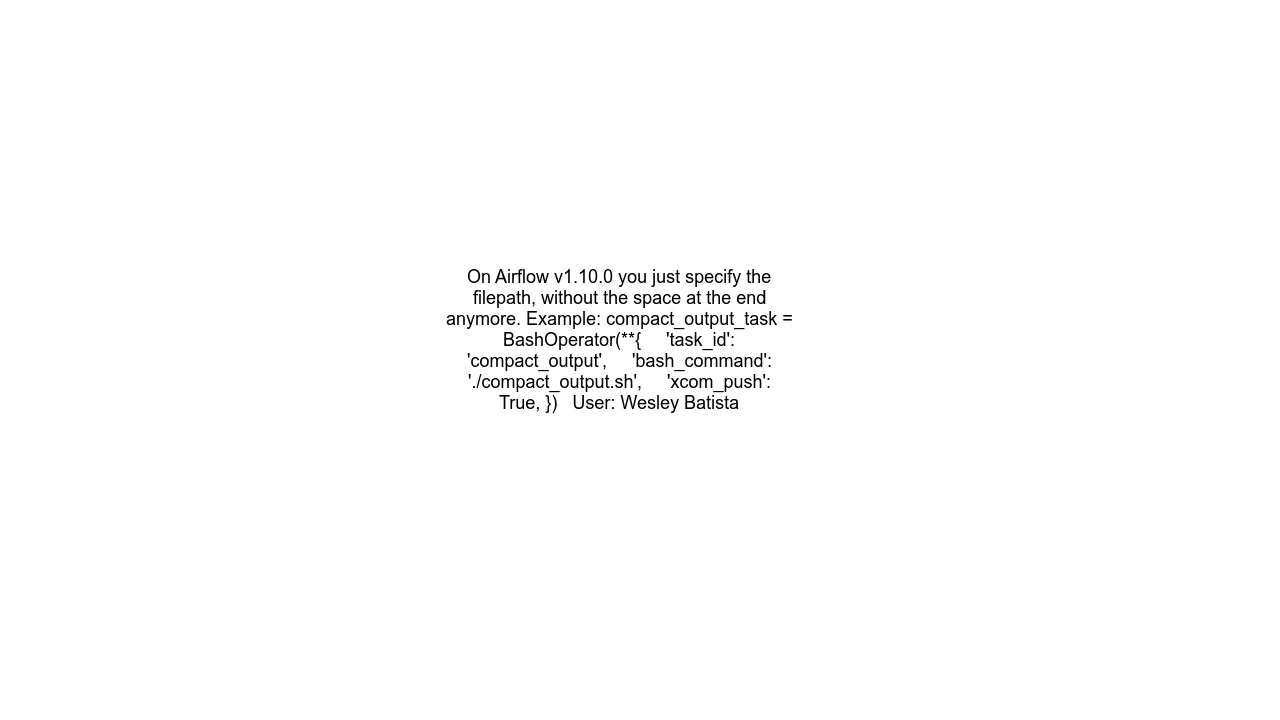 On Airflow v1.10.0 you just specify the
filepath, without the space at the end
anymore. Example: compact_output_task =
BashOperator(**{     'task_id':
'compact_output',     'bash_command':
'./compact_output.sh',     'xcom_push':
True, })   User: Wesley Batista